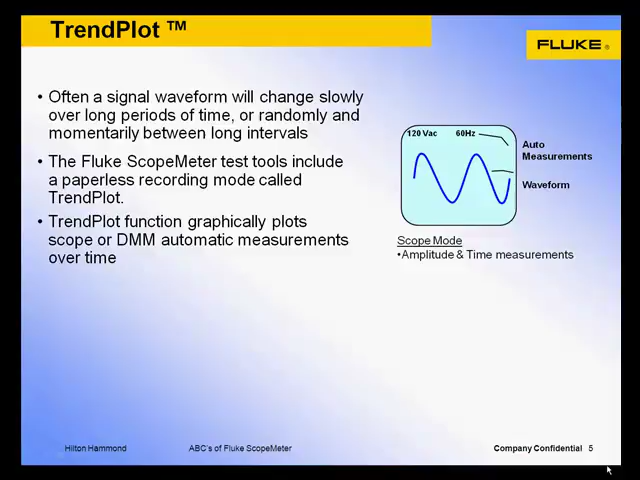 TrendPlot ™
FLUKE®
• Often a signal waveform will change slowly
over long periods of time, or randomly and
momentarily between long intervals
• The Fluke ScopeMeter test tools include
a paperless recording mode called
TrendPlot.
• TrendPlot function graphically plots
scope or DMM automatic measurements
over time
120 Vac 60Hz
Auto
Measurements
Waveform
Scope Mode
•Amplitude & Time measurements
Hilton Hammond ABC's of Fluke ScopeMeter Company Confidential 5